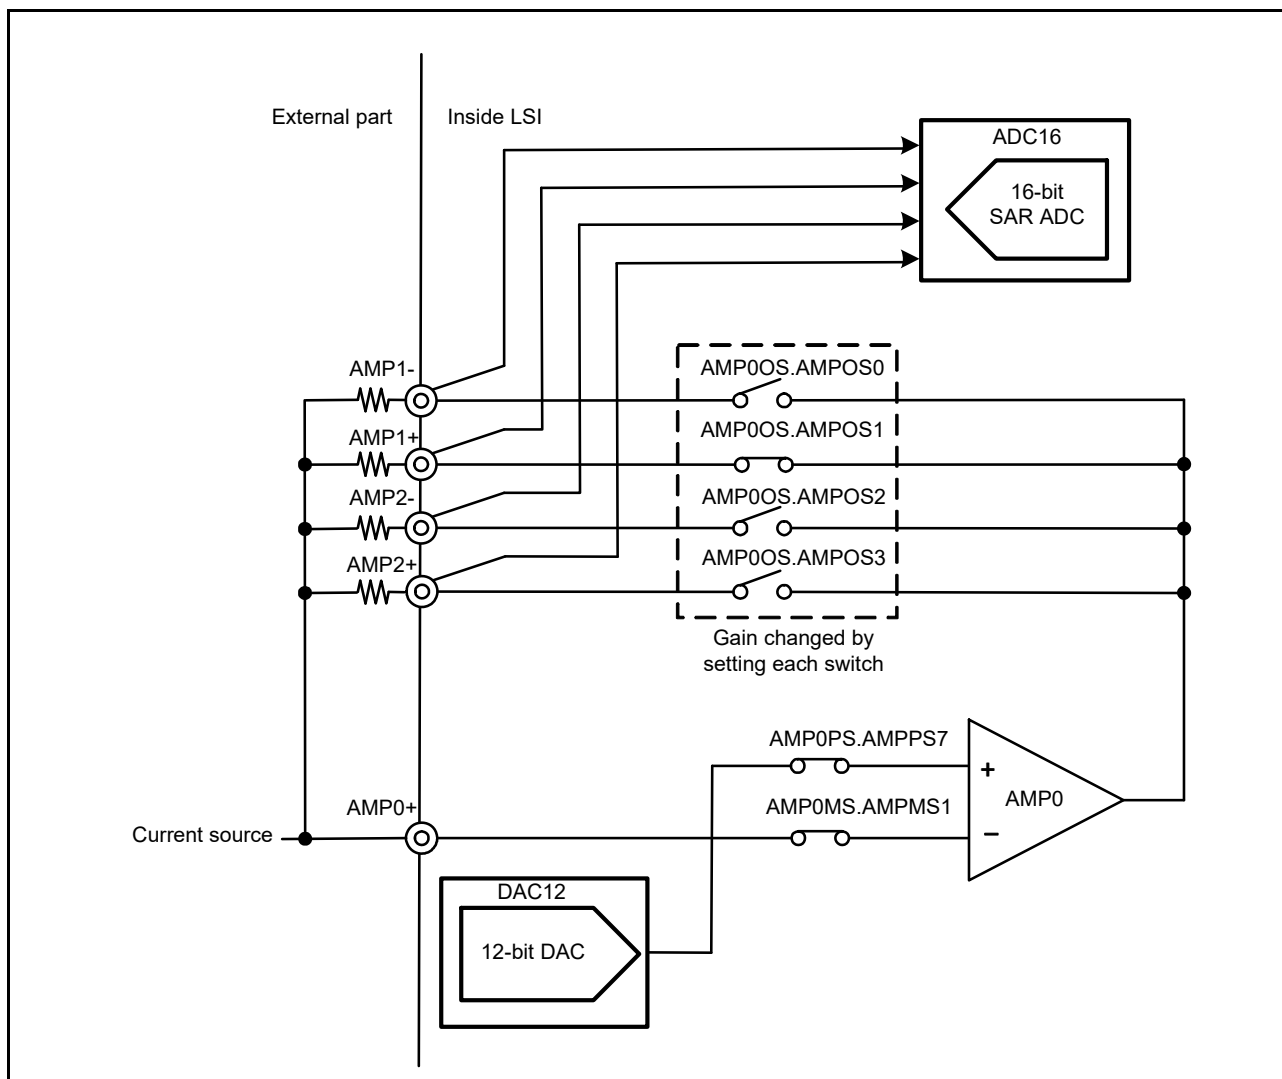 External part
Inside LSI
ADC16
16-bit
SAR ADC
AMP1-
AMP0OS.AMPOS0
AMP1+
AMP0OS.AMPOS1
AMP2-
AMP0OS.AMPOS2
AMP2+
AMP0OS.AMPOS3
Gain changed by
setting each switch
AMP0PS.AMPPS7
+
AMP0
AMP0+
AMP0MS.AMPMS1
−
Current source
DAC12
12-bit DAC